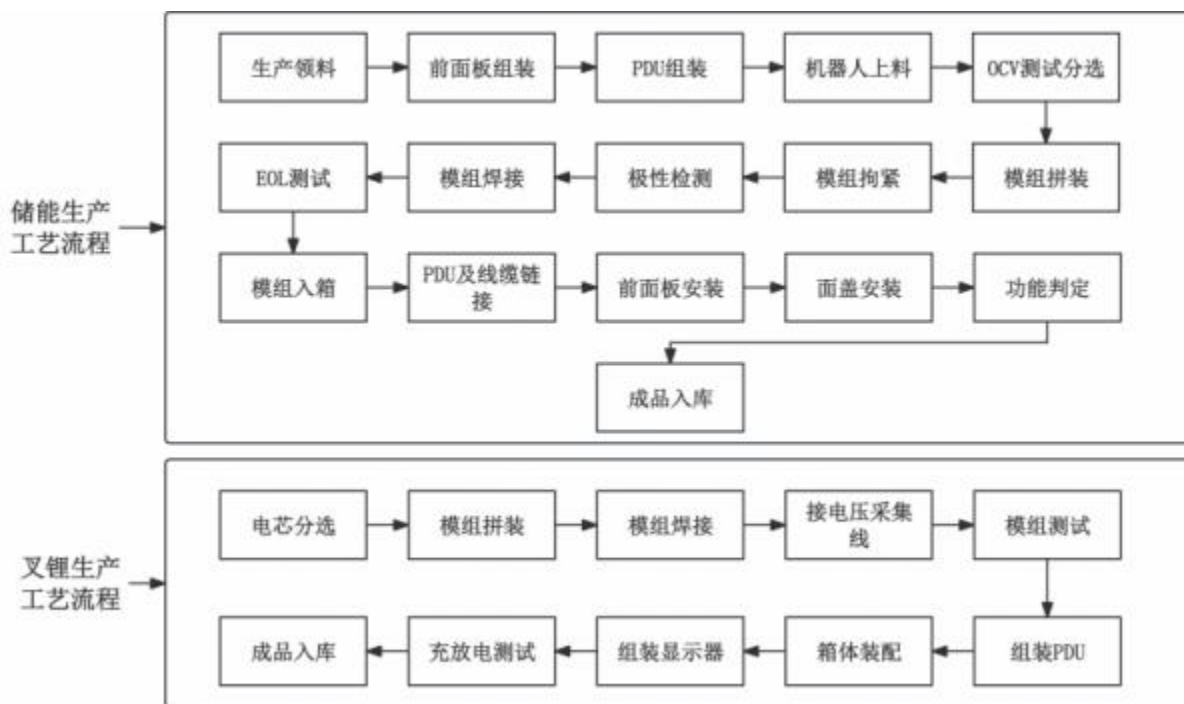 储能生产
工艺流程
生产领料
前面板组装
PDU组装
机器人上料
OCV测试分选
模组拼装
模组拘紧
极性检测
模组焊接
EOL测试
模组入箱
PDU及线缆链
接
前面板安装
面盖安装
功能判定
成品入库
叉锂生产
工艺流程
电芯分选
模组拼装
模组焊接
接电压采集
线
模组测试
组装PDU
箱体装配
组装显示器
充放电测试
成品入库